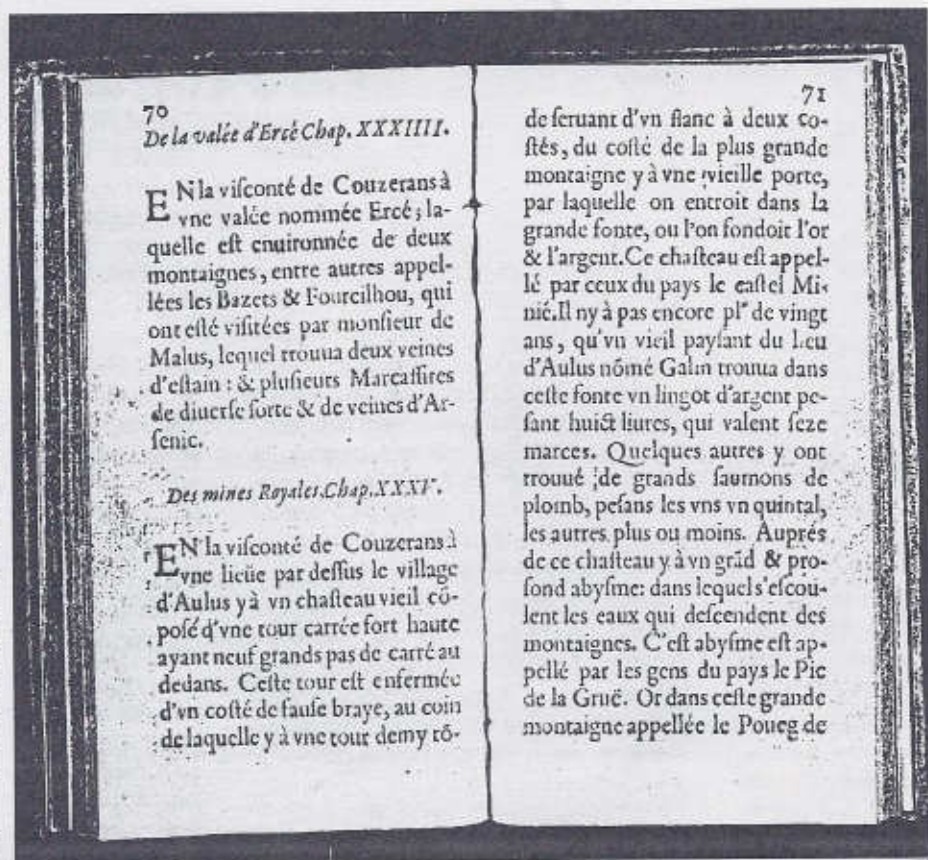 70
De la valée d'Ercé Chap. XXXIIII.
EN la viſconté de Couzerans à
vne valée nommée Ercé; la-
quelle eſt enuironnée de deux
montaignes, entre autres appel-
lées les Bazets & Fourcilhou, qui
ont eſté viſitées par monſieur de
Malus, lequel trouua deux veines
d'eſtain : & pluſieurs Marcaſſites
de diuerſe ſorte & de veines d'Ar-
ſenic.
Des mines Royales. Chap. XXXV.
EN la viſconté de Couzerans à
vne lieüe par deſſus le village
d'Aulus y à vn chaſteau vieil cõ-
poſé d'vne tour carrée fort haute
ayant neuf grands pas de carré au
dedans. Ceſte tour eſt enfermée
d'vn coſté de fauſe braye, au coin
de laquelle y à vne tour demy rõ-
71
de ſeruant d'vn flanc à deux co-
ſtés, du coſté de la plus grande
montaigne y à vne vieille porte,
par laquelle on entroit dans la
grande fonte, ou l'on fondoit l'or
& l'argent. Ce chaſteau eſt appel-
lé par ceux du pays le caſtel Mi-
nié. Il ny à pas encore plꝰ de vingt
ans, qu'vn vieil payſant du Lieu
d'Aulus nõmé Galin trouua dans
ceſte fonte vn lingot d'argent pe-
ſant huict liures, qui valent ſeze
marces. Quelques autres y ont
trouué de grands ſaumons de
plomb, peſans les vns vn quintal,
les autres plus ou moins. Auprés
de ce chaſteau y à vn grãd & pro-
fond abyſme: dans lequel s'eſcou-
lent les eaux qui deſcendent des
montaignes. C'eſt abyſme eſt ap-
pellé par les gens du pays le Pic
de la Gruë. Or dans ceſte grande
montaigne appellée le Poueg de